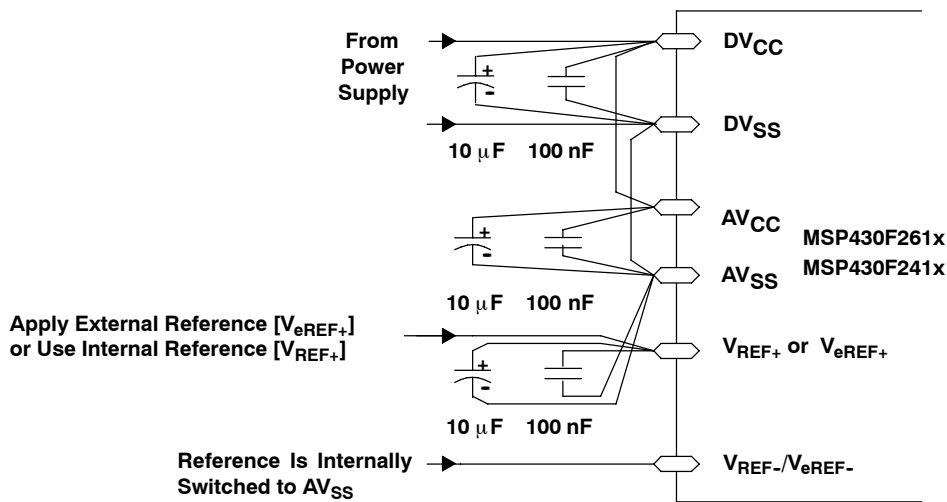 From
Power
Supply
DVCC
+
-
DVSS
10 μF 100 nF
AVCC
MSP430F261x
MSP430F241x
+
-
AVSS
10 μF 100 nF
Apply External Reference [VeREF+]
or Use Internal Reference [VREF+]
VREF+ or VeREF+
+
-
10 μF 100 nF
Reference Is Internally
Switched to AVSS
VREF-/VeREF-